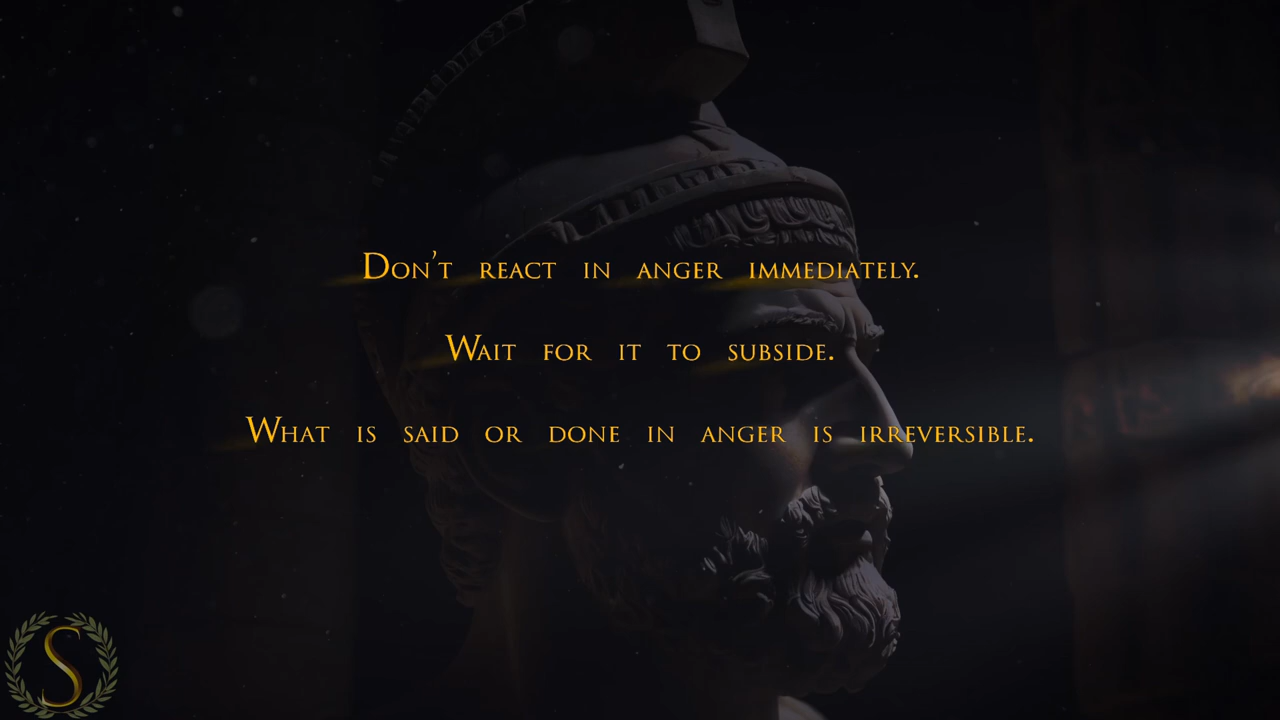 Don't react in anger immediately.
Wait for it to subside.
What is said or done in anger is irreversible.
S